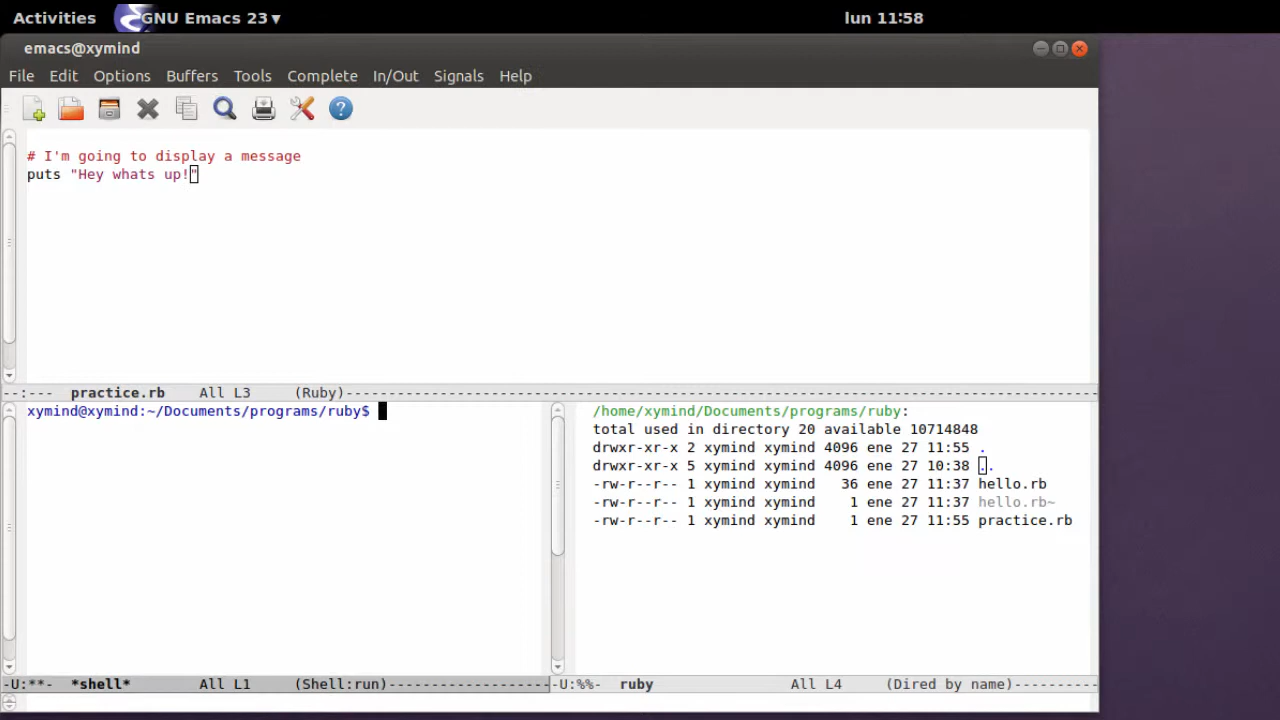 Activities GNU Emacs 23 ▾ lun 11:58
emacs@xymind
File Edit Options Buffers Tools Complete In/Out Signals Help
# I'm going to display a message
puts "Hey whats up!"
--:--- practice.rb All L3 (Ruby)----------------------------------------
xymind@xymind:~/Documents/programs/ruby$
-U:**- *shell* All L1 (Shell:run)-------------------
/home/xymind/Documents/programs/ruby:
total used in directory 20 available 10714848
drwxr-xr-x 2 xymind xymind 4096 ene 27 11:55 .
drwxr-xr-x 5 xymind xymind 4096 ene 27 10:38 ..
-rw-r--r-- 1 xymind xymind 36 ene 27 11:37 hello.rb
-rw-r--r-- 1 xymind xymind 1 ene 27 11:37 hello.rb~
-rw-r--r-- 1 xymind xymind 1 ene 27 11:55 practice.rb
-U:%%- ruby All L4 (Dired by name)----------